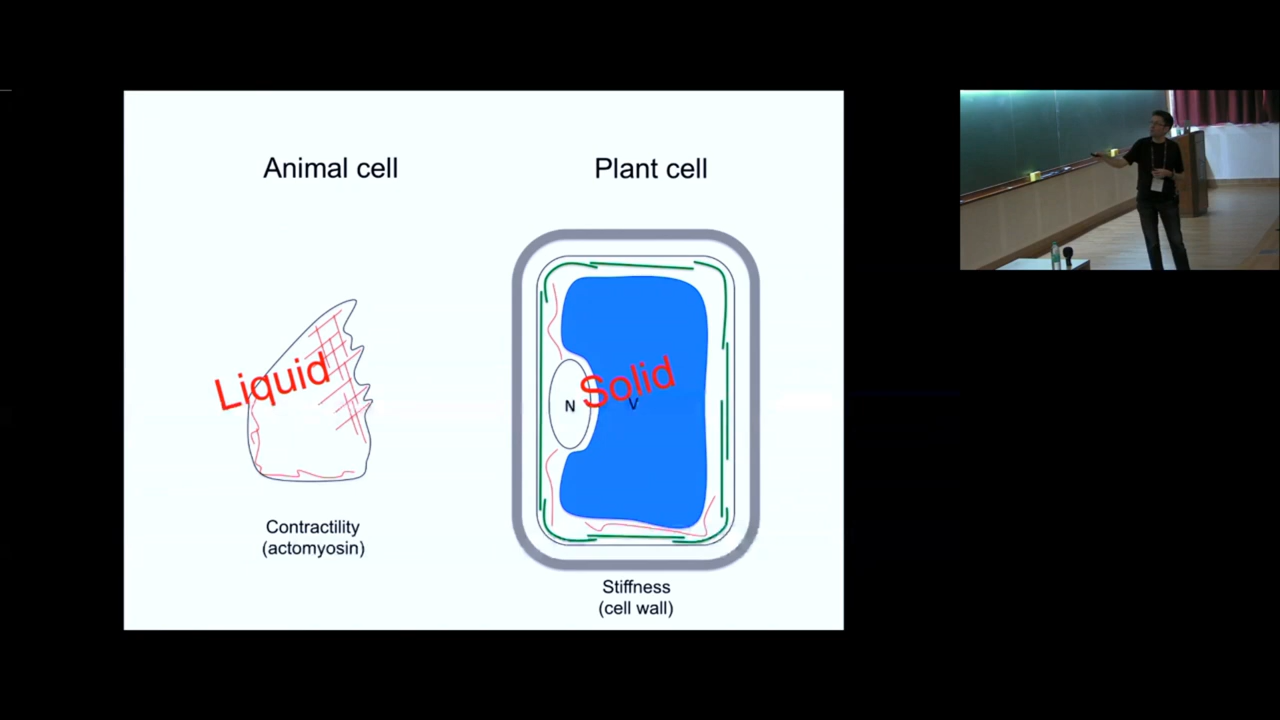 Animal cell
Plant cell
Liquid
Solid
N
V
Contractility
(actomyosin)
Stiffness
(cell wall)